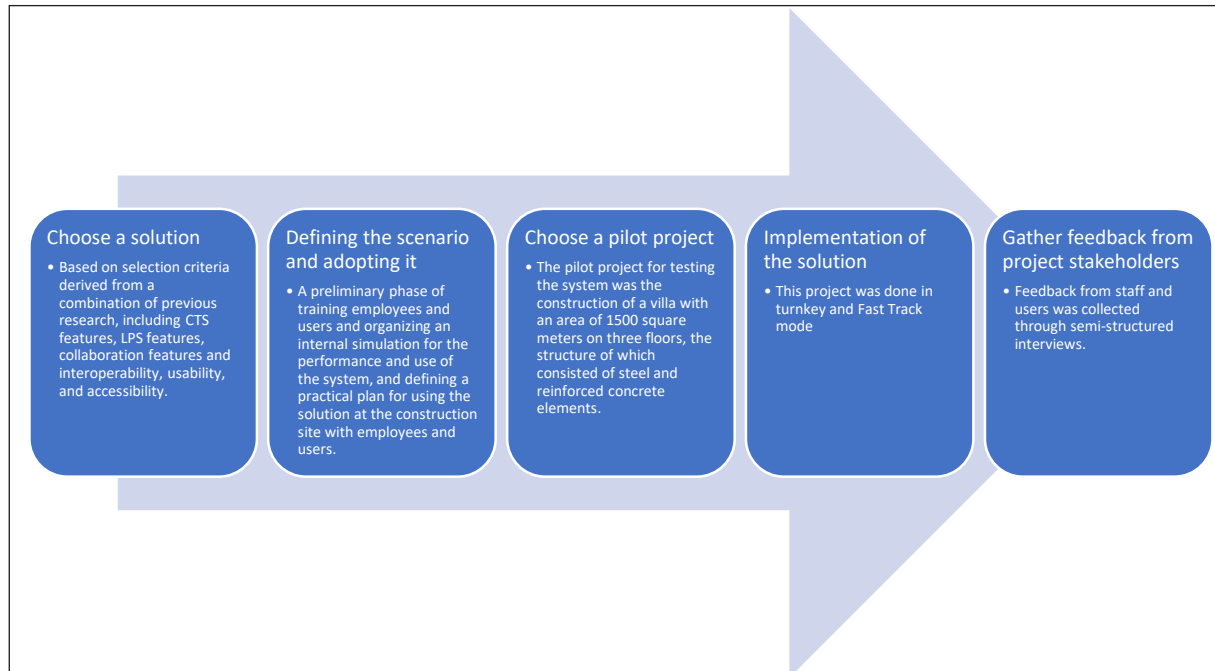 Choose a solution
• Based on selection criteria
derived from a
combination of previous
research, including CTS
features, LPS features,
collaboration features and
interoperability, usability,
and accessibility.
Defining the scenario
and adopting it
• A preliminary phase of
training employees and
users and organizing an
internal simulation for the
performance and use of
the system, and defining a
practical plan for using the
solution at the construction
site with employees and
users.
Choose a pilot project
• The pilot project for testing
the system was the
construction of a villa with
an area of 1500 square
meters on three floors, the
structure of which
consisted of steel and
reinforced concrete
elements.
Implementation of
the solution
• This project was done in
turnkey and Fast Track
mode
Gather feedback from
project stakeholders
• Feedback from staff and
users was collected
through semi-structured
interviews.